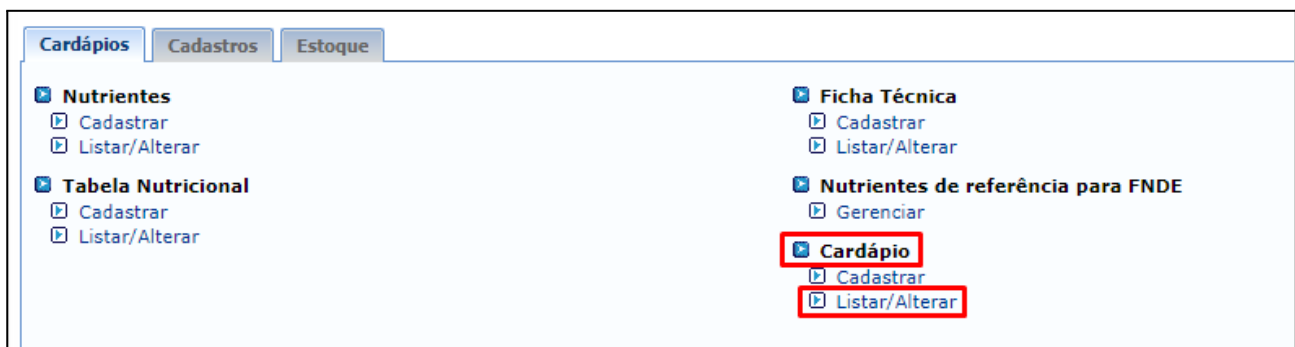 Cardápios Cadastros Estoque
Nutrientes
Cadastrar
Listar/Alterar
Tabela Nutricional
Cadastrar
Listar/Alterar
Ficha Técnica
Cadastrar
Listar/Alterar
Nutrientes de referência para FNDE
Gerenciar
Cardápio
Cadastrar
Listar/Alterar